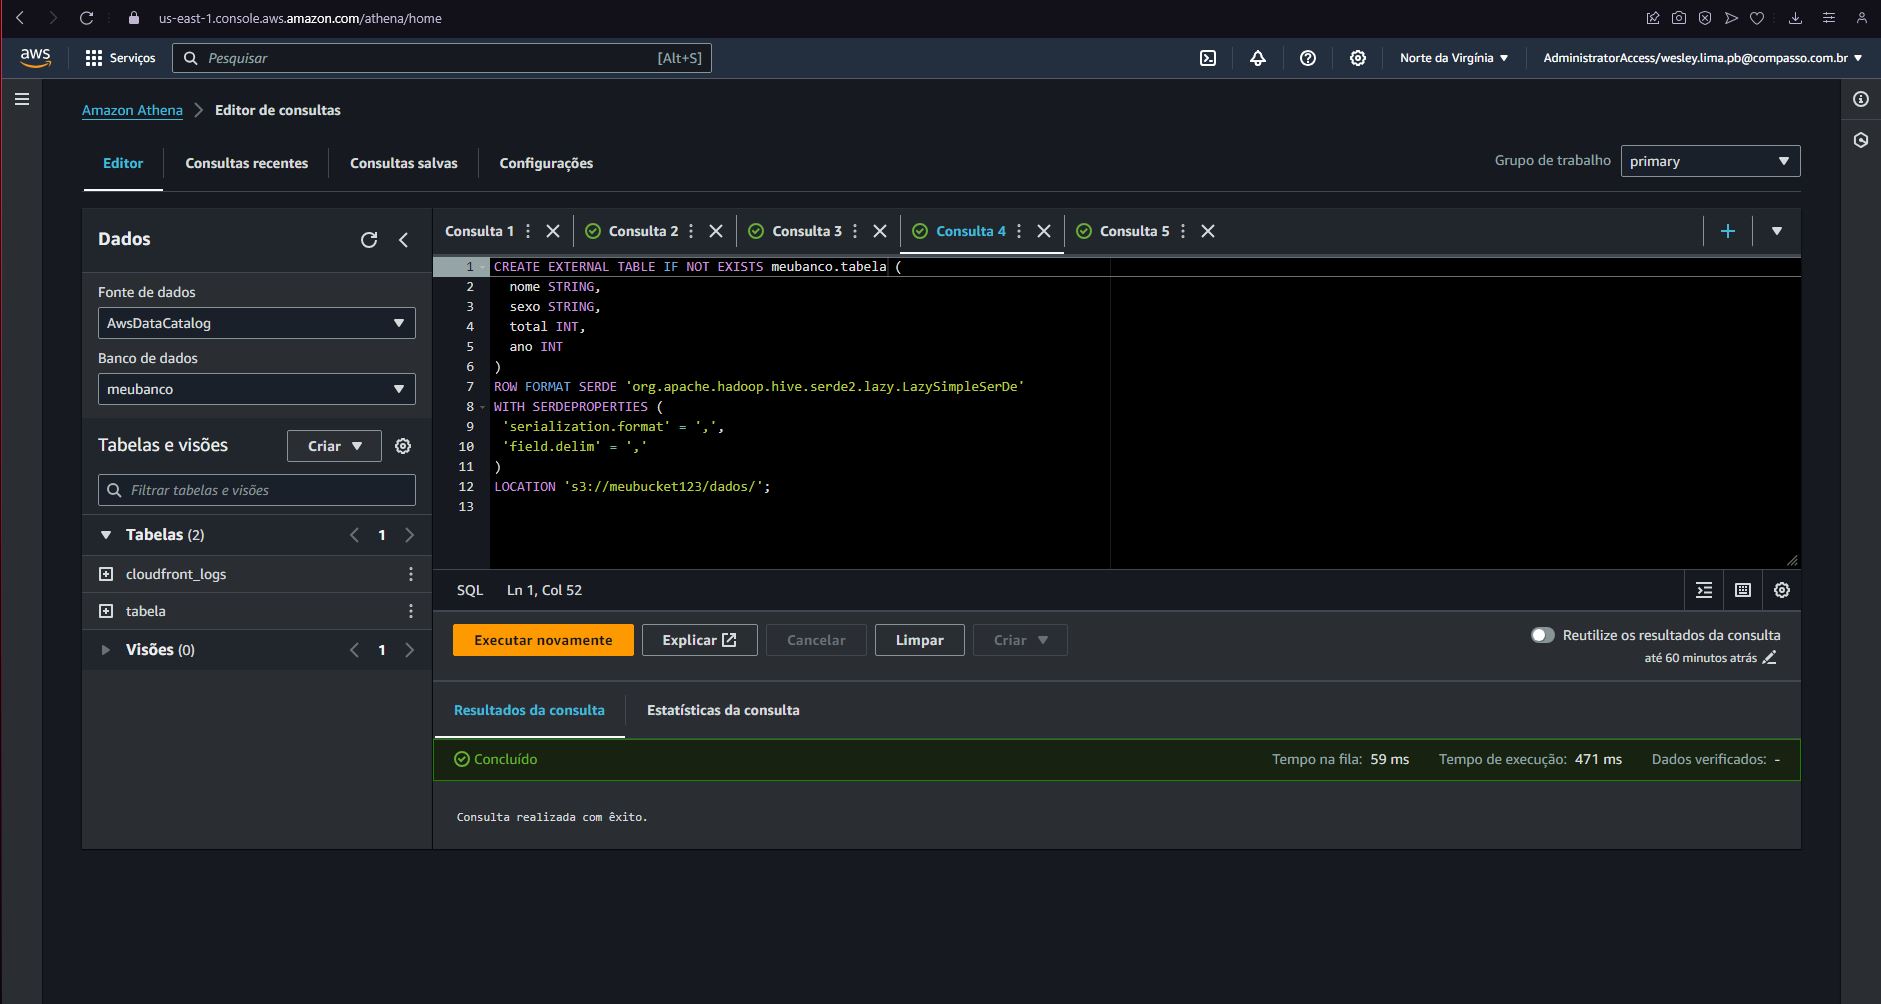 us-east-1.console.aws.amazon.com/athena/home
aws
Serviços
Pesquisar
[Alt+S]
Norte da Virgínia
AdministratorAccess/wesley.lima.pb@compasso.com.br
Amazon Athena
Editor de consultas
Editor
Consultas recentes
Consultas salvas
Configurações
Grupo de trabalho
primary
Dados
Fonte de dados
AwsDataCatalog
Banco de dados
meubanco
Tabelas e visões
Criar
Filtrar tabelas e visões
Tabelas (2)
1
cloudfront_logs
tabela
Visões (0)
1
Consulta 1
Consulta 2
Consulta 3
Consulta 4
Consulta 5
1 CREATE EXTERNAL TABLE IF NOT EXISTS meubanco.tabela (
2 nome STRING,
3 sexo STRING,
4 total INT,
5 ano INT
6 )
7 ROW FORMAT SERDE 'org.apache.hadoop.hive.serde2.lazy.LazySimpleSerDe'
8 WITH SERDEPROPERTIES (
9 'serialization.format' = ',',
10 'field.delim' = ','
11 )
12 LOCATION 's3://meubucket123/dados/';
13
SQL
Ln 1, Col 52
Executar novamente
Explicar
Cancelar
Limpar
Criar
Reutilize os resultados da consulta
até 60 minutos atrás
Resultados da consulta
Estatísticas da consulta
Concluído
Tempo na fila: 59 ms
Tempo de execução: 471 ms
Dados verificados: -
Consulta realizada com êxito.